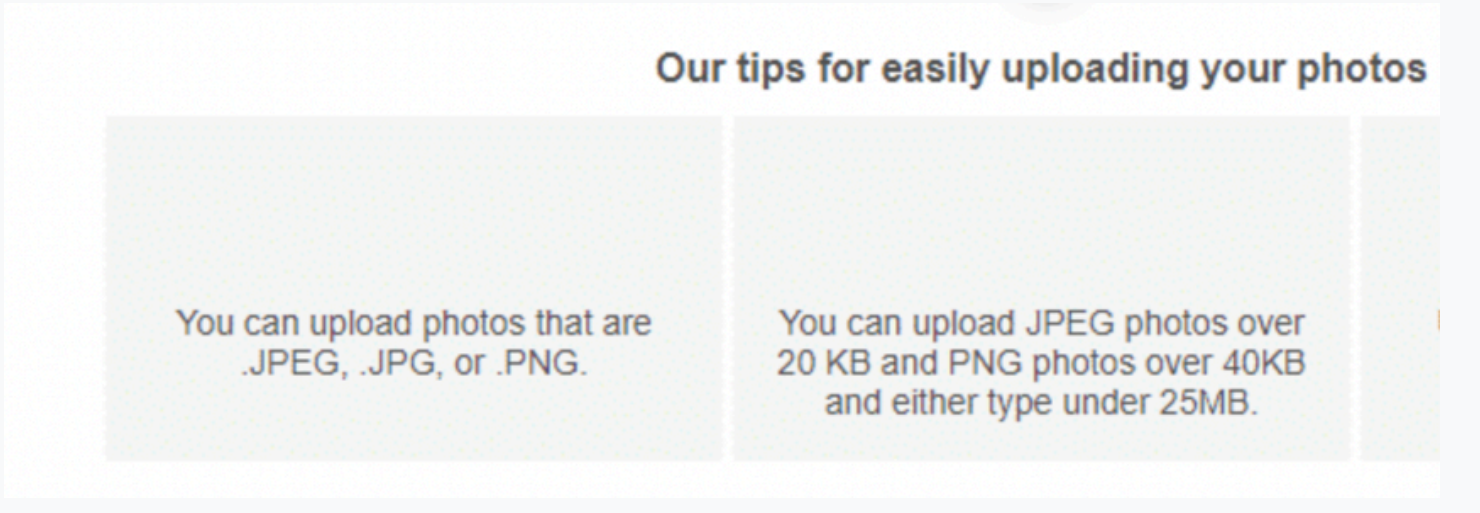 Our tips for easily uploading your photos
You can upload photos that are
.JPEG, .JPG, or .PNG.
You can upload JPEG photos over
20 KB and PNG photos over 40KB
and either type under 25MB.